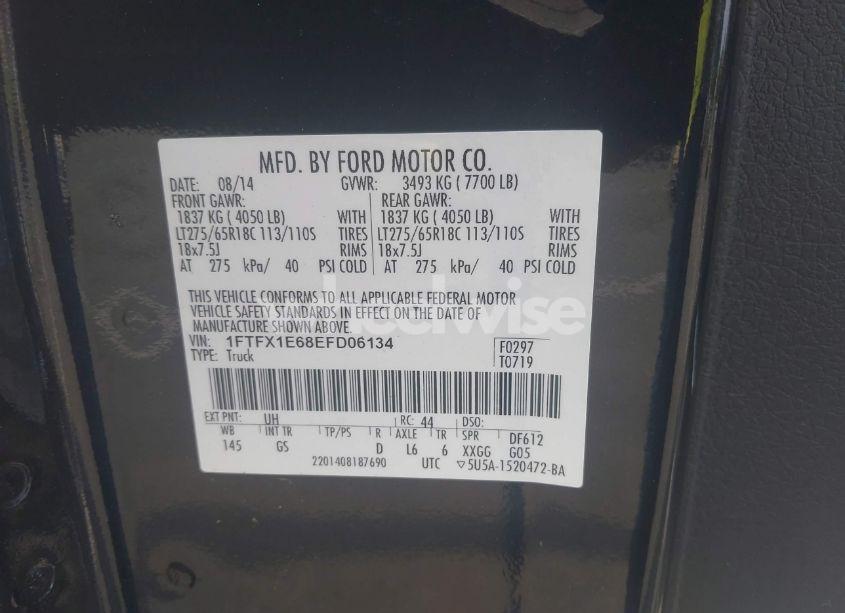 MFD. BY FORD MOTOR CO.
DATE: 08/14 GVWR: 3493 KG ( 7700 LB)
FRONT GAWR: REAR GAWR:
1837 KG ( 4050 LB) WITH 1837 KG ( 4050 LB) WITH
LT275/65R18C 113/110S TIRES LT275/65R18C 113/110S TIRES
18x7.5J RIMS 18x7.5J RIMS
AT 275 kPa/ 40 PSI COLD AT 275 kPa/ 40 PSI COLD
THIS VEHICLE CONFORMS TO ALL APPLICABLE FEDERAL MOTOR
VEHICLE SAFETY STANDARDS IN EFFECT ON THE DATE OF
MANUFACTURE SHOWN ABOVE.
VIN: 1FTFX1E68EFD06134 F0297
TYPE: Truck T0719
EXT PNT: UH RC: 44 DSO:
WB INT TR TP/PS R AXLE TR SPR DF612
145 GS D L6 6 XXGG G05
2201408187690 UTC ▽5U5A-1520472-BA